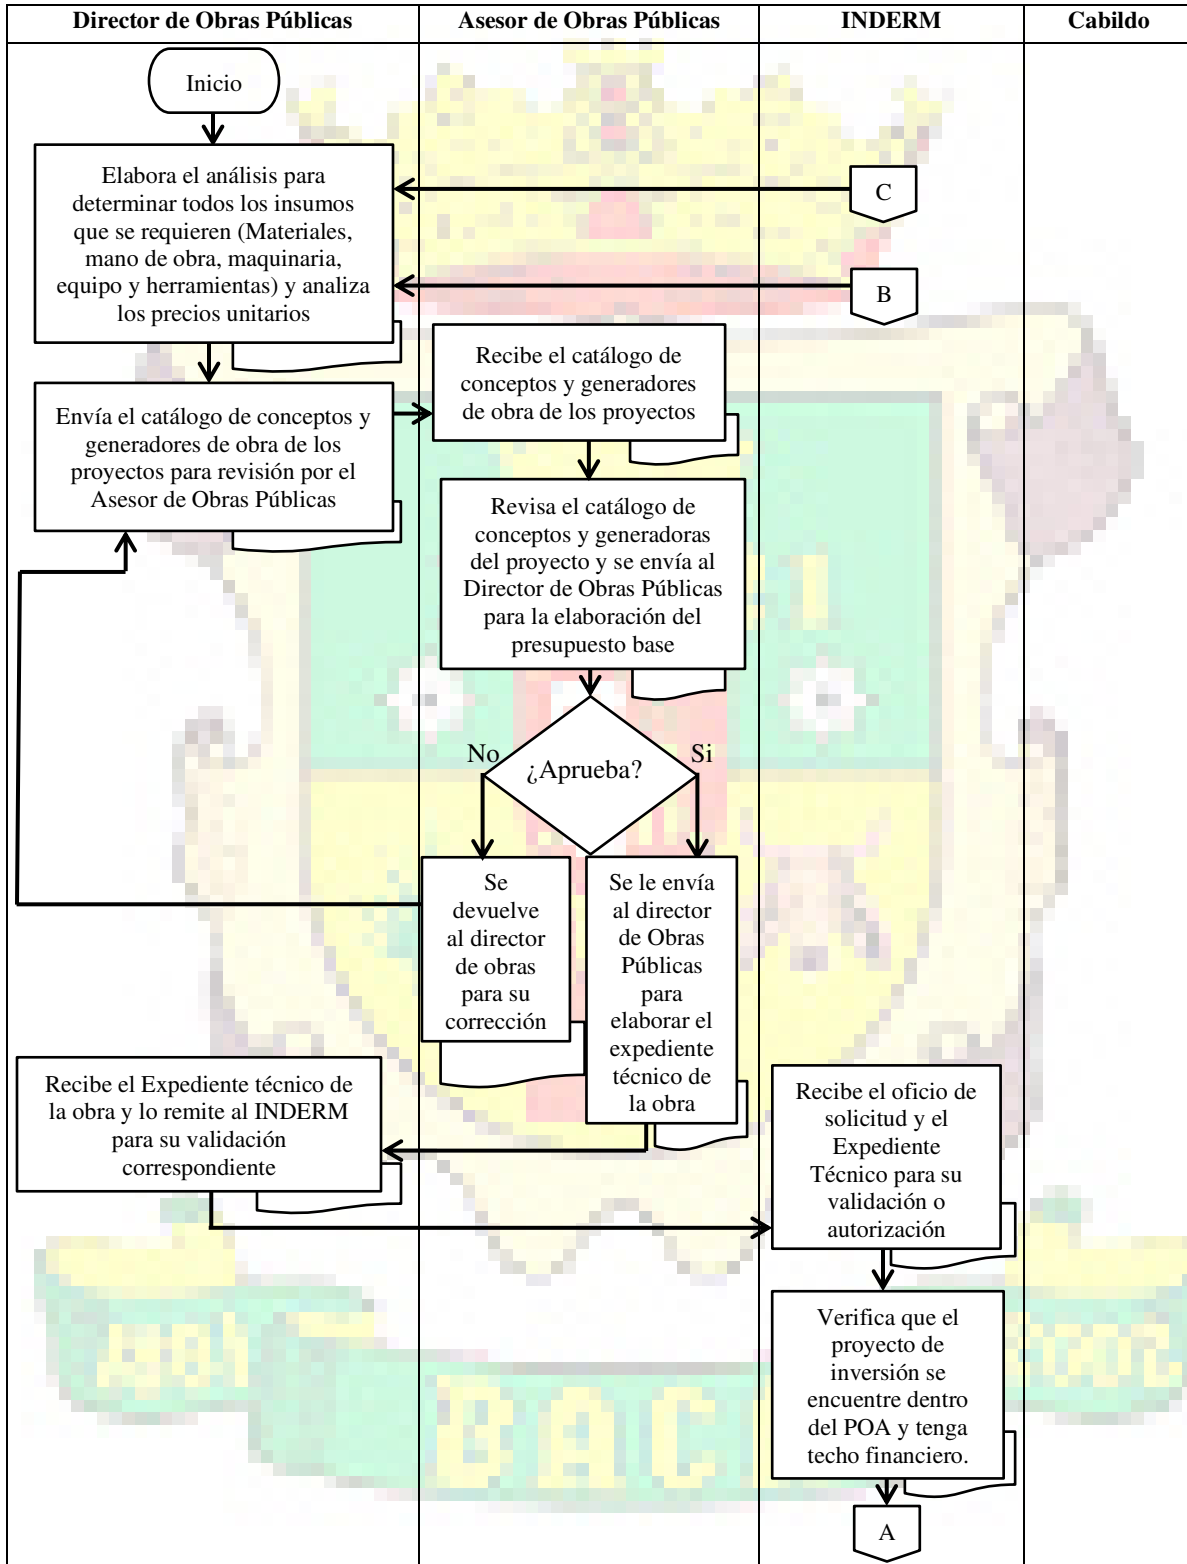 Director de Obras Públicas
Asesor de Obras Públicas
INDERM
Cabildo
Inicio
Elabora el análisis para
determinar todos los insumos
que se requieren (Materiales,
mano de obra, maquinaria,
equipo y herramientas) y analiza
los precios unitarios
C
B
Envía el catálogo de conceptos y
generadores de obra de los
proyectos para revisión por el
Asesor de Obras Públicas
Recibe el catálogo de
conceptos y generadores
de obra de los proyectos
Revisa el catálogo de
conceptos y generadoras
del proyecto y se envía al
Director de Obras Públicas
para la elaboración del
presupuesto base
¿Aprueba?
No
Si
Se
devuelve
al director
de obras
para su
corrección
Se le envía
al director
de Obras
Públicas
para
elaborar el
expediente
técnico de
la obra
Recibe el Expediente técnico de
la obra y lo remite al INDERM
para su validación
correspondiente
Recibe el oficio de
solicitud y el
Expediente
Técnico para su
validación o
autorización
Verifica que el
proyecto de
inversión se
encuentre dentro
del POA y tenga
techo financiero.
A